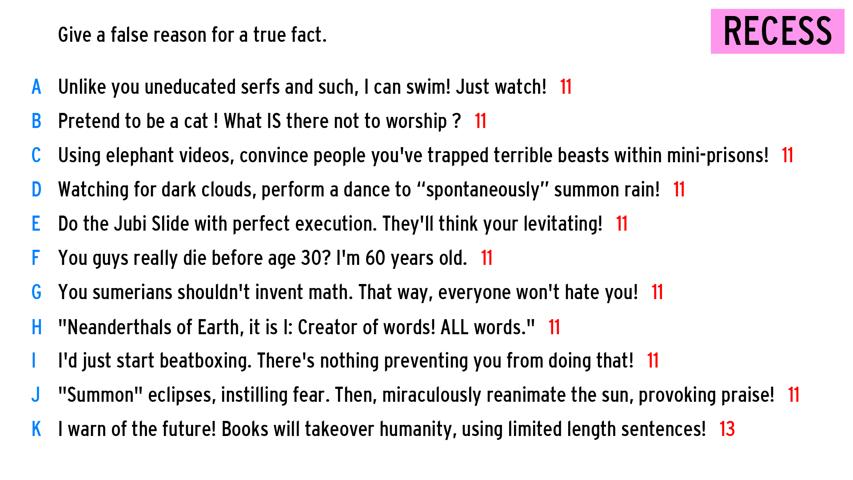 Give a false reason for a true fact.
RECESS
A Unlike you uneducated serfs and such, I can swim! Just watch! 11
B Pretend to be a cat ! What IS there not to worship ? 11
C Using elephant videos, convince people you've trapped terrible beasts within mini-prisons! 11
D Watching for dark clouds, perform a dance to “spontaneously” summon rain! 11
E Do the Jubi Slide with perfect execution. They'll think your levitating! 11
F You guys really die before age 30? I'm 60 years old. 11
G You sumerians shouldn't invent math. That way, everyone won't hate you! 11
H "Neanderthals of Earth, it is I: Creator of words! ALL words." 11
I I'd just start beatboxing. There's nothing preventing you from doing that! 11
J "Summon" eclipses, instilling fear. Then, miraculously reanimate the sun, provoking praise! 11
K I warn of the future! Books will takeover humanity, using limited length sentences! 13